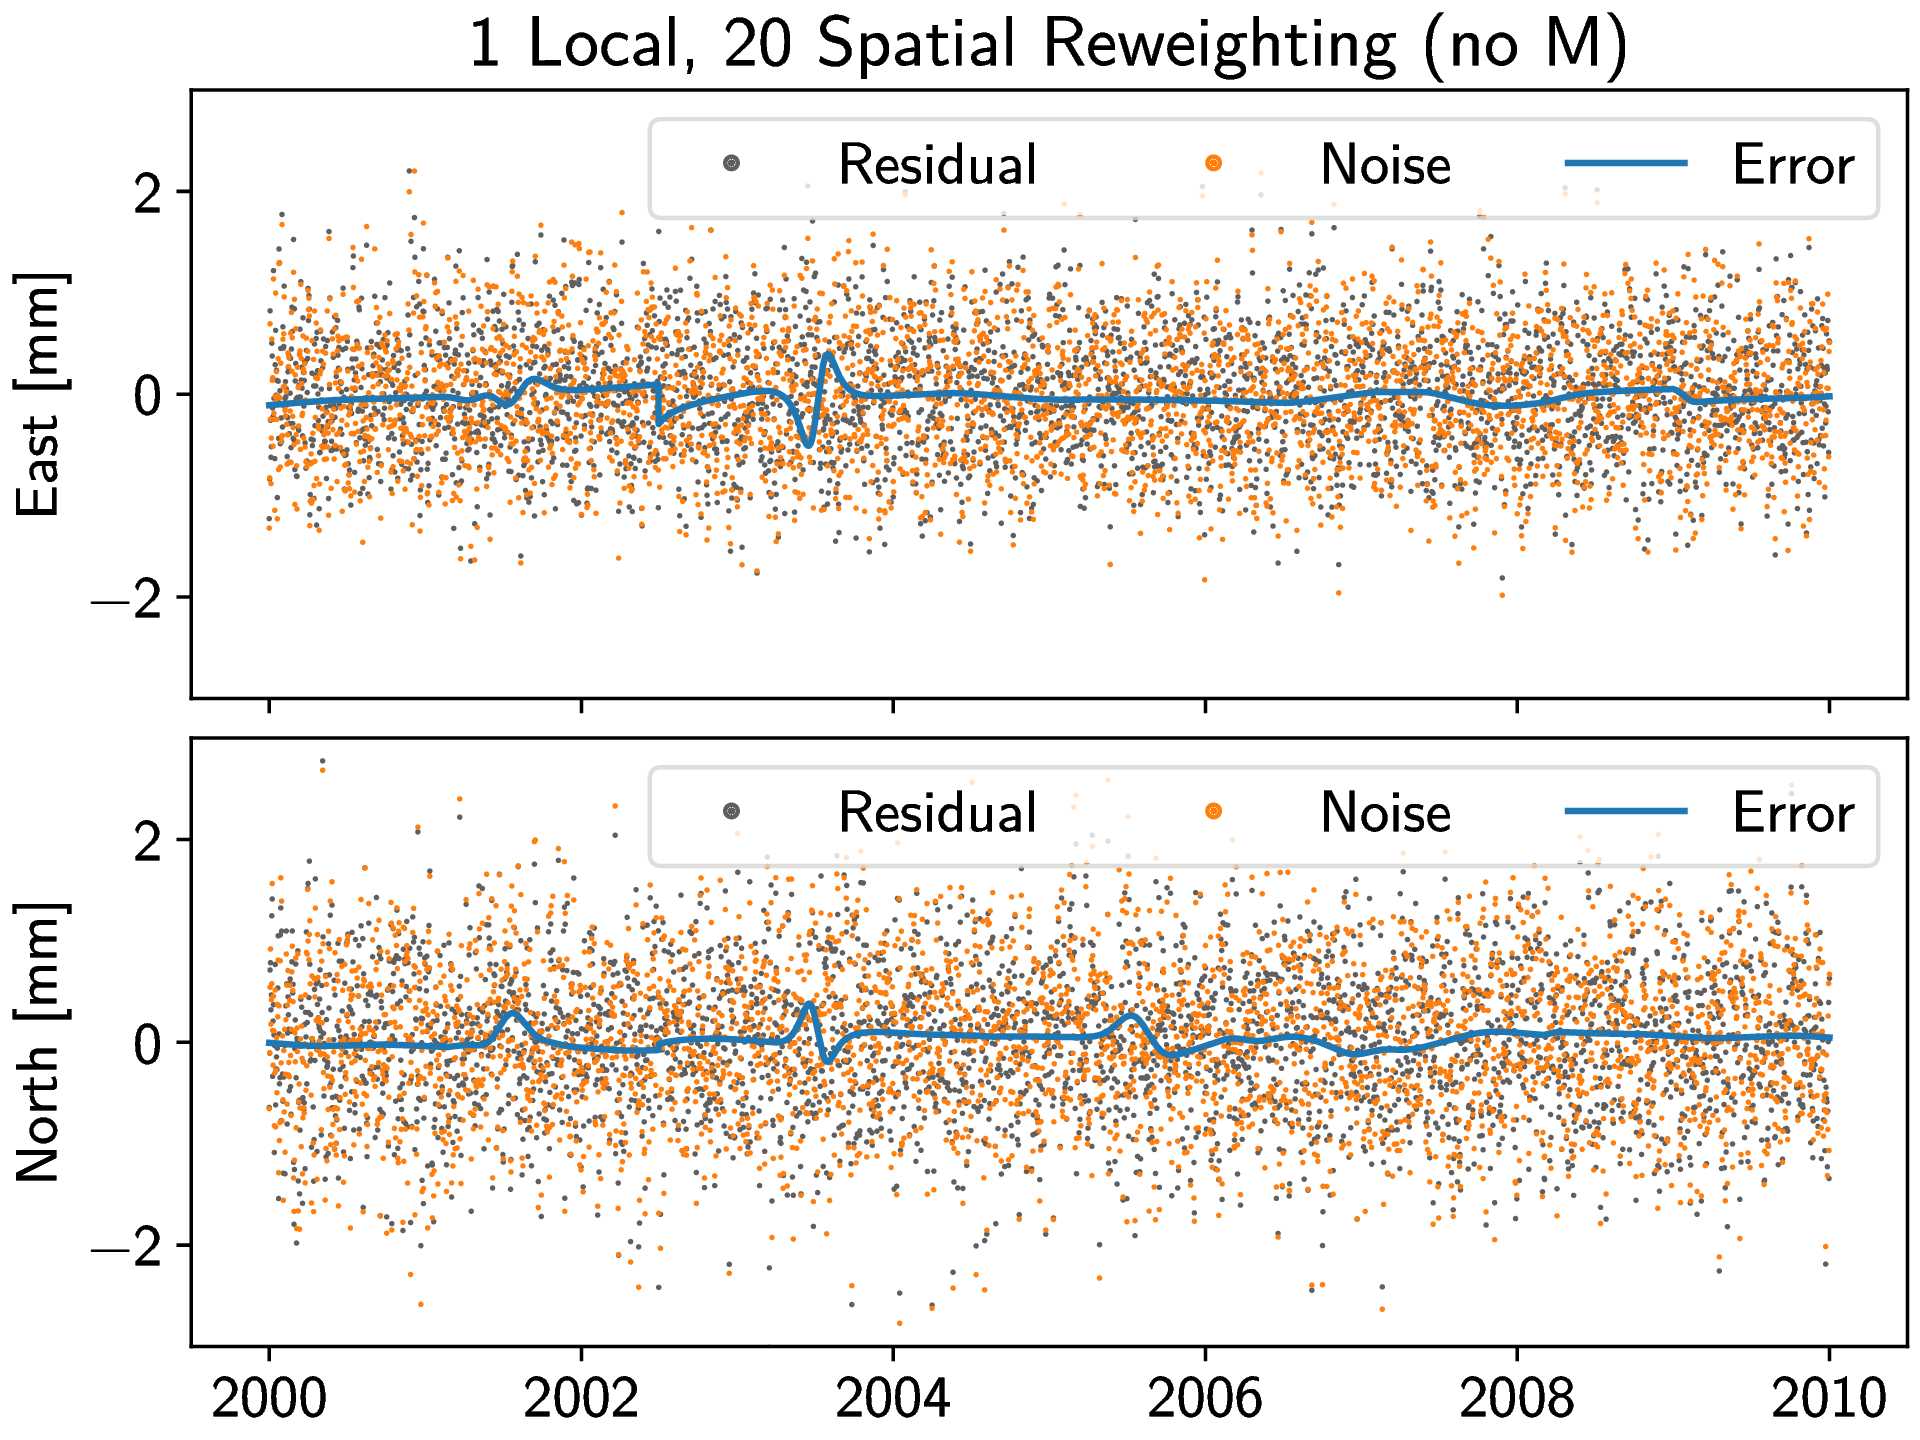 1 Local, 20 Spatial Reweighting (no M)
Residual Noise Error
East [mm]
2
0
−2
Residual Noise Error
North [mm]
2
0
−2
2000 2002 2004 2006 2008 2010